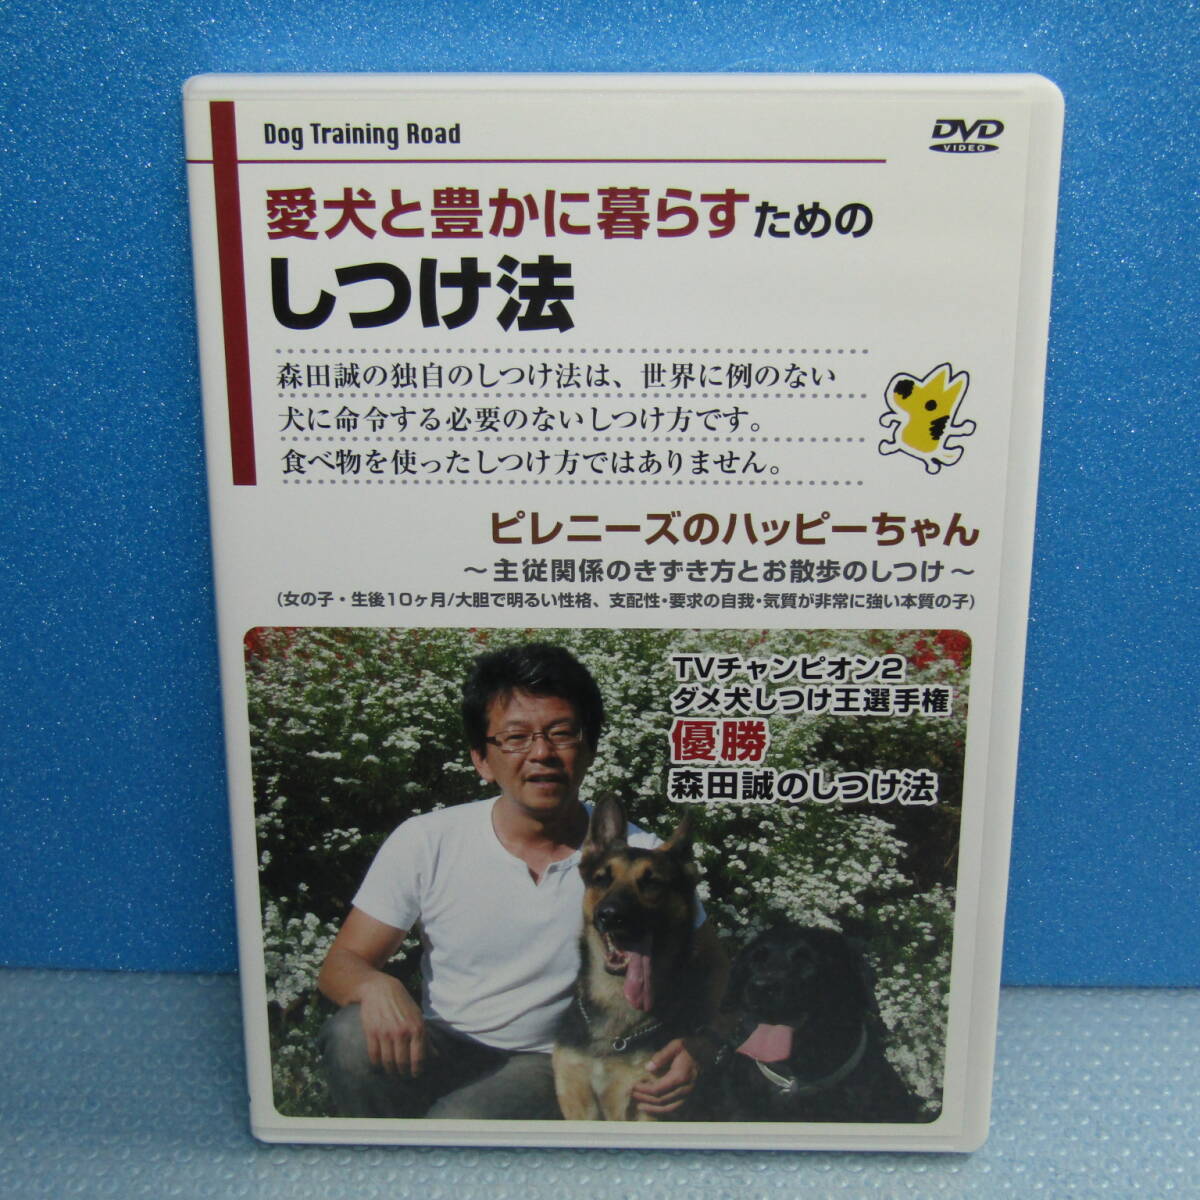 Dog Training Road
DVD
VIDEO
愛犬と豊かに暮らすための
しつけ法
森田誠の独自のしつけ法は、世界に例のない
犬に命令する必要のないしつけ方です。
食べ物を使ったしつけ方ではありません。
ピレニーズのハッピーちゃん
～主従関係のきずき方とお散歩のしつけ～
(女の子・生後10ヶ月/大胆で明るい性格、支配性・要求の自我・気質が非常に強い本質の子)
TVチャンピオン2
ダメ犬しつけ王選手権
優勝
森田誠のしつけ法